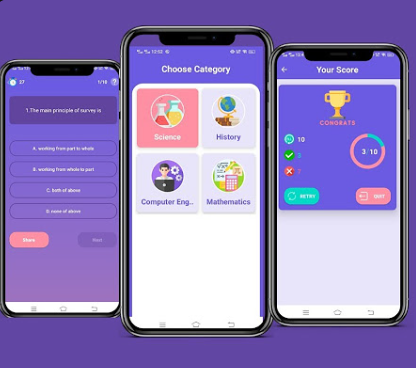 27
1/10
1.The main principle of survey is
A. working from part to whole
B. working from whole to part
C. both of above
D. none of above
Share
Next
12:02
Choose Category
Science
History
Computer Eng..
Mathematics
Your Score
CONGRATS
10
3
7
3/10
RETRY
QUIT